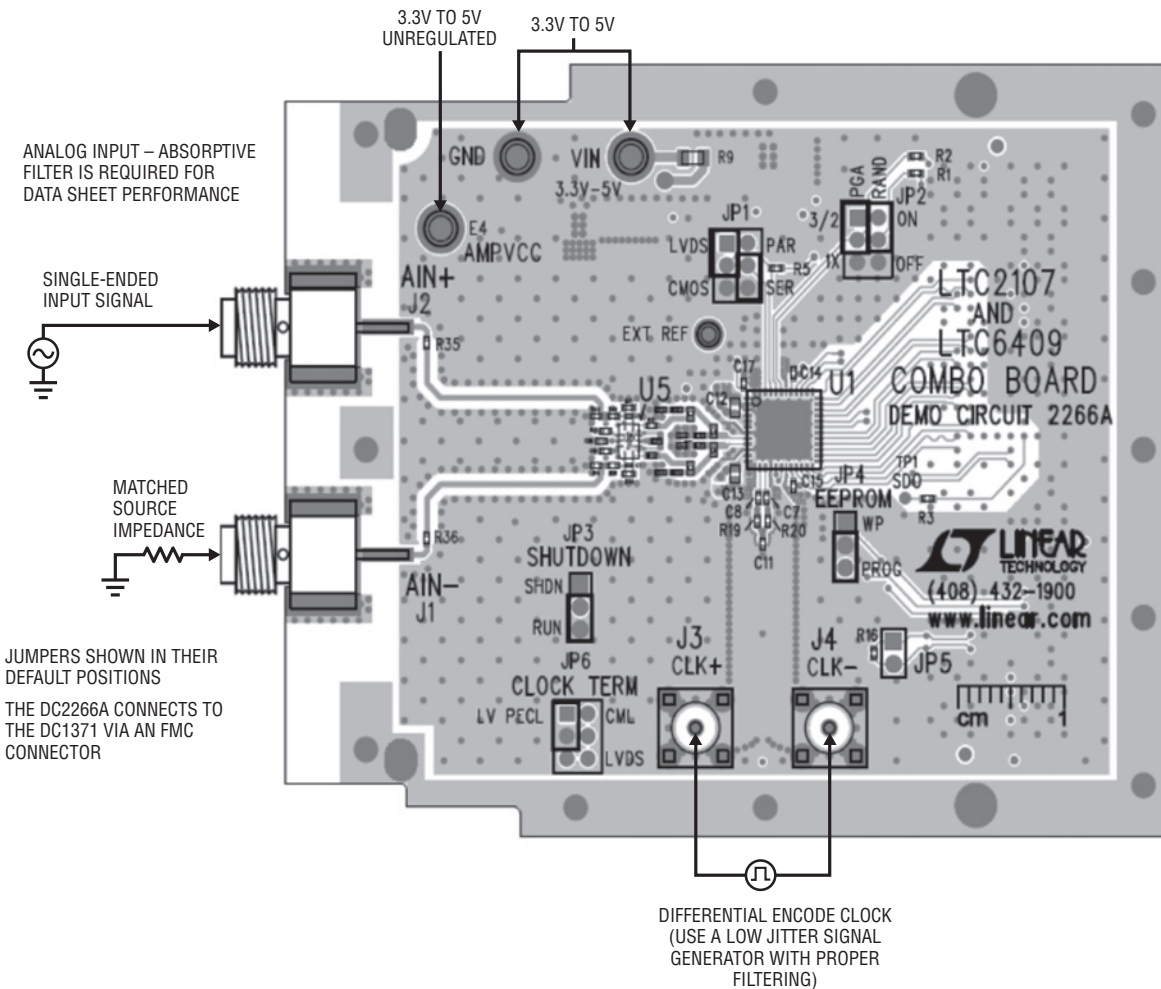 3.3V TO 5V
UNREGULATED
3.3V TO 5V
ANALOG INPUT – ABSORPTIVE
FILTER IS REQUIRED FOR
DATA SHEET PERFORMANCE
GND
VIN
R9
3.3V-5V
E4
AMPVCC
PGA
RAND
R2
R1
JP2
3/2
ON
1X
OFF
JP1
LVDS
PAR
R5
CMOS
SER
SINGLE-ENDED
INPUT SIGNAL
AIN+
J2
R35
EXT REF
LTC2107
AND
LTC6409
COMBO BOARD
DEMO CIRCUIT 2266A
U5
C17
C14
U1
C12
C13
C15
C8
C7
R19
R20
C11
JP4
EEPROM
WP
PROG
TP1
SDO
R3
MATCHED
SOURCE
IMPEDANCE
R36
AIN-
J1
JP3
SHUTDOWN
SHDN
RUN
LINEAR
TECHNOLOGY
(408) 432-1900
www.linear.com
JUMPERS SHOWN IN THEIR
DEFAULT POSITIONS
THE DC2266A CONNECTS TO
THE DC1371 VIA AN FMC
CONNECTOR
JP6
CLOCK TERM
LV PECL
CML
LVDS
J3
CLK+
J4
CLK-
R16
JP5
cm 1
DIFFERENTIAL ENCODE CLOCK
(USE A LOW JITTER SIGNAL
GENERATOR WITH PROPER
FILTERING)